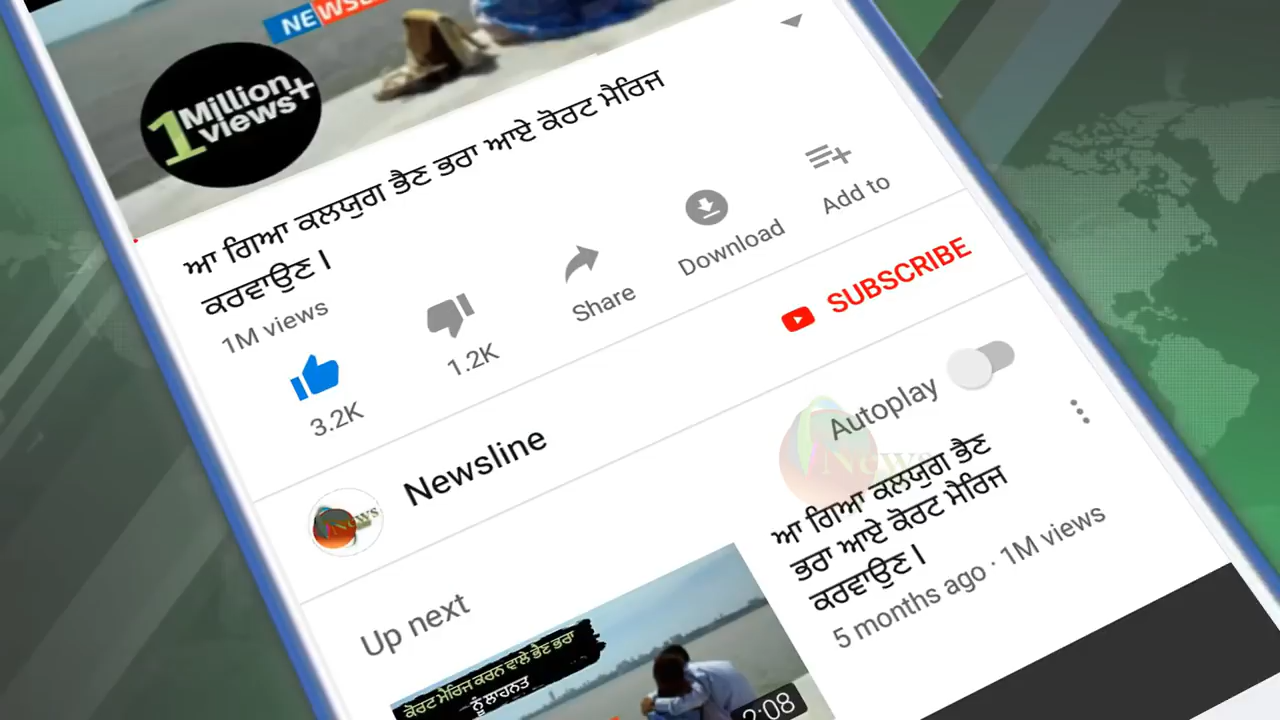 NEWSL
1 Million+
views
ਆ ਗਿਆ ਕਲਯੁਗ ਭੈਣ ਭਰਾ ਆਏ ਕੋਰਟ ਮੈਰਿਜ
ਕਰਵਾਉਣ ।
1M views
3.2K
1.2K
Share
Download
Add to
SUBSCRIBE
News
Newsline
Autoplay
News
Up next
ਆ ਗਿਆ ਕਲਯੁਗ ਭੈਣ
ਭਰਾ ਆਏ ਕੋਰਟ ਮੈਰਿਜ
ਕਰਵਾਉਣ ।
5 months ago · 1M views
ਕੋਰਟ ਮੈਰਿਜ ਕਰਨ ਵਾਲੇ ਭੈਣ ਭਰਾ
ਨੂੰ ਲਾਹਨਤ
2:08